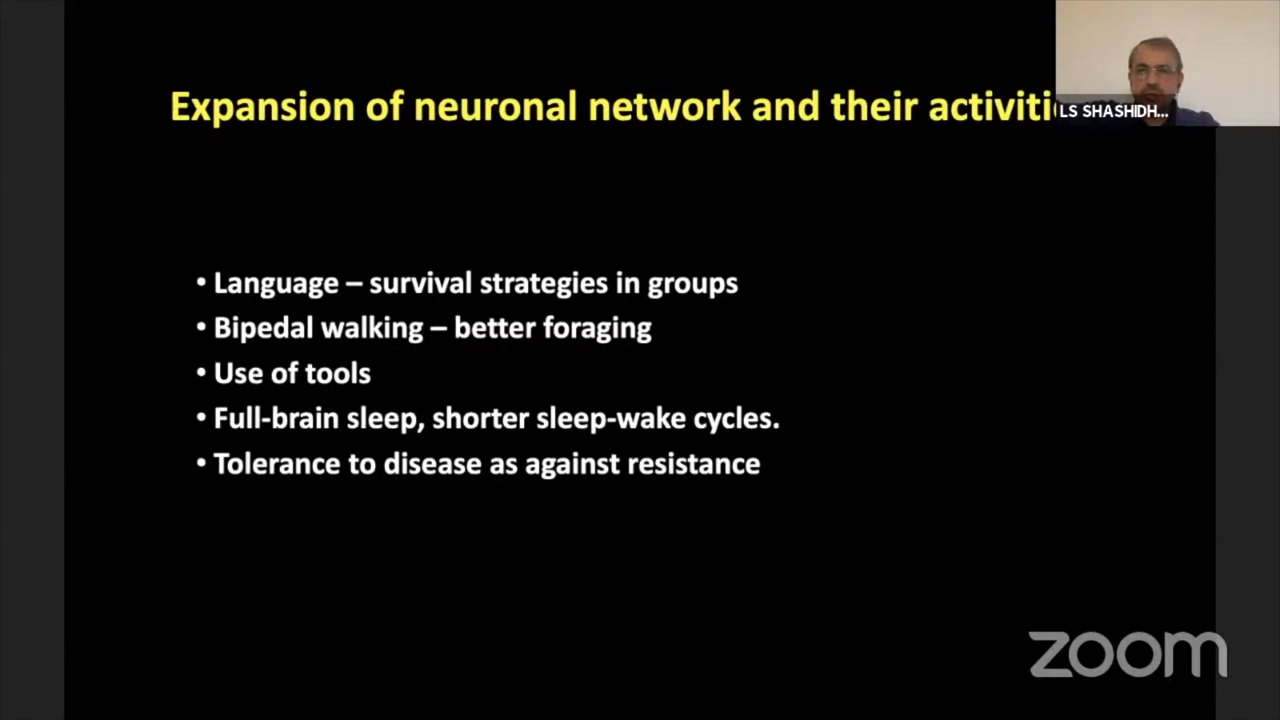 Expansion of neuronal network and their activiti
LS SHASHIDH...
• Language – survival strategies in groups
• Bipedal walking – better foraging
• Use of tools
• Full-brain sleep, shorter sleep-wake cycles.
• Tolerance to disease as against resistance
zoom